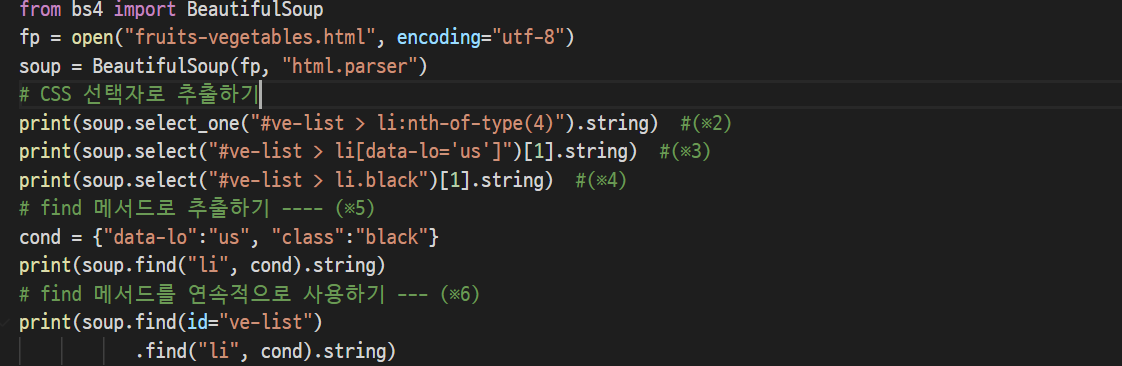 from bs4 import BeautifulSoup
fp = open("fruits-vegetables.html", encoding="utf-8")
soup = BeautifulSoup(fp, "html.parser")
# CSS 선택자로 추출하기
print(soup.select_one("#ve-list > li:nth-of-type(4)").string)  #(※2)
print(soup.select("#ve-list > li[data-lo='us']")[1].string)  #(※3)
print(soup.select("#ve-list > li.black")[1].string)  #(※4)
# find 메서드로 추출하기 ---- (※5)
cond = {"data-lo":"us", "class":"black"}
print(soup.find("li", cond).string)
# find 메서드를 연속적으로 사용하기 --- (※6)
print(soup.find(id="ve-list")
           .find("li", cond).string)